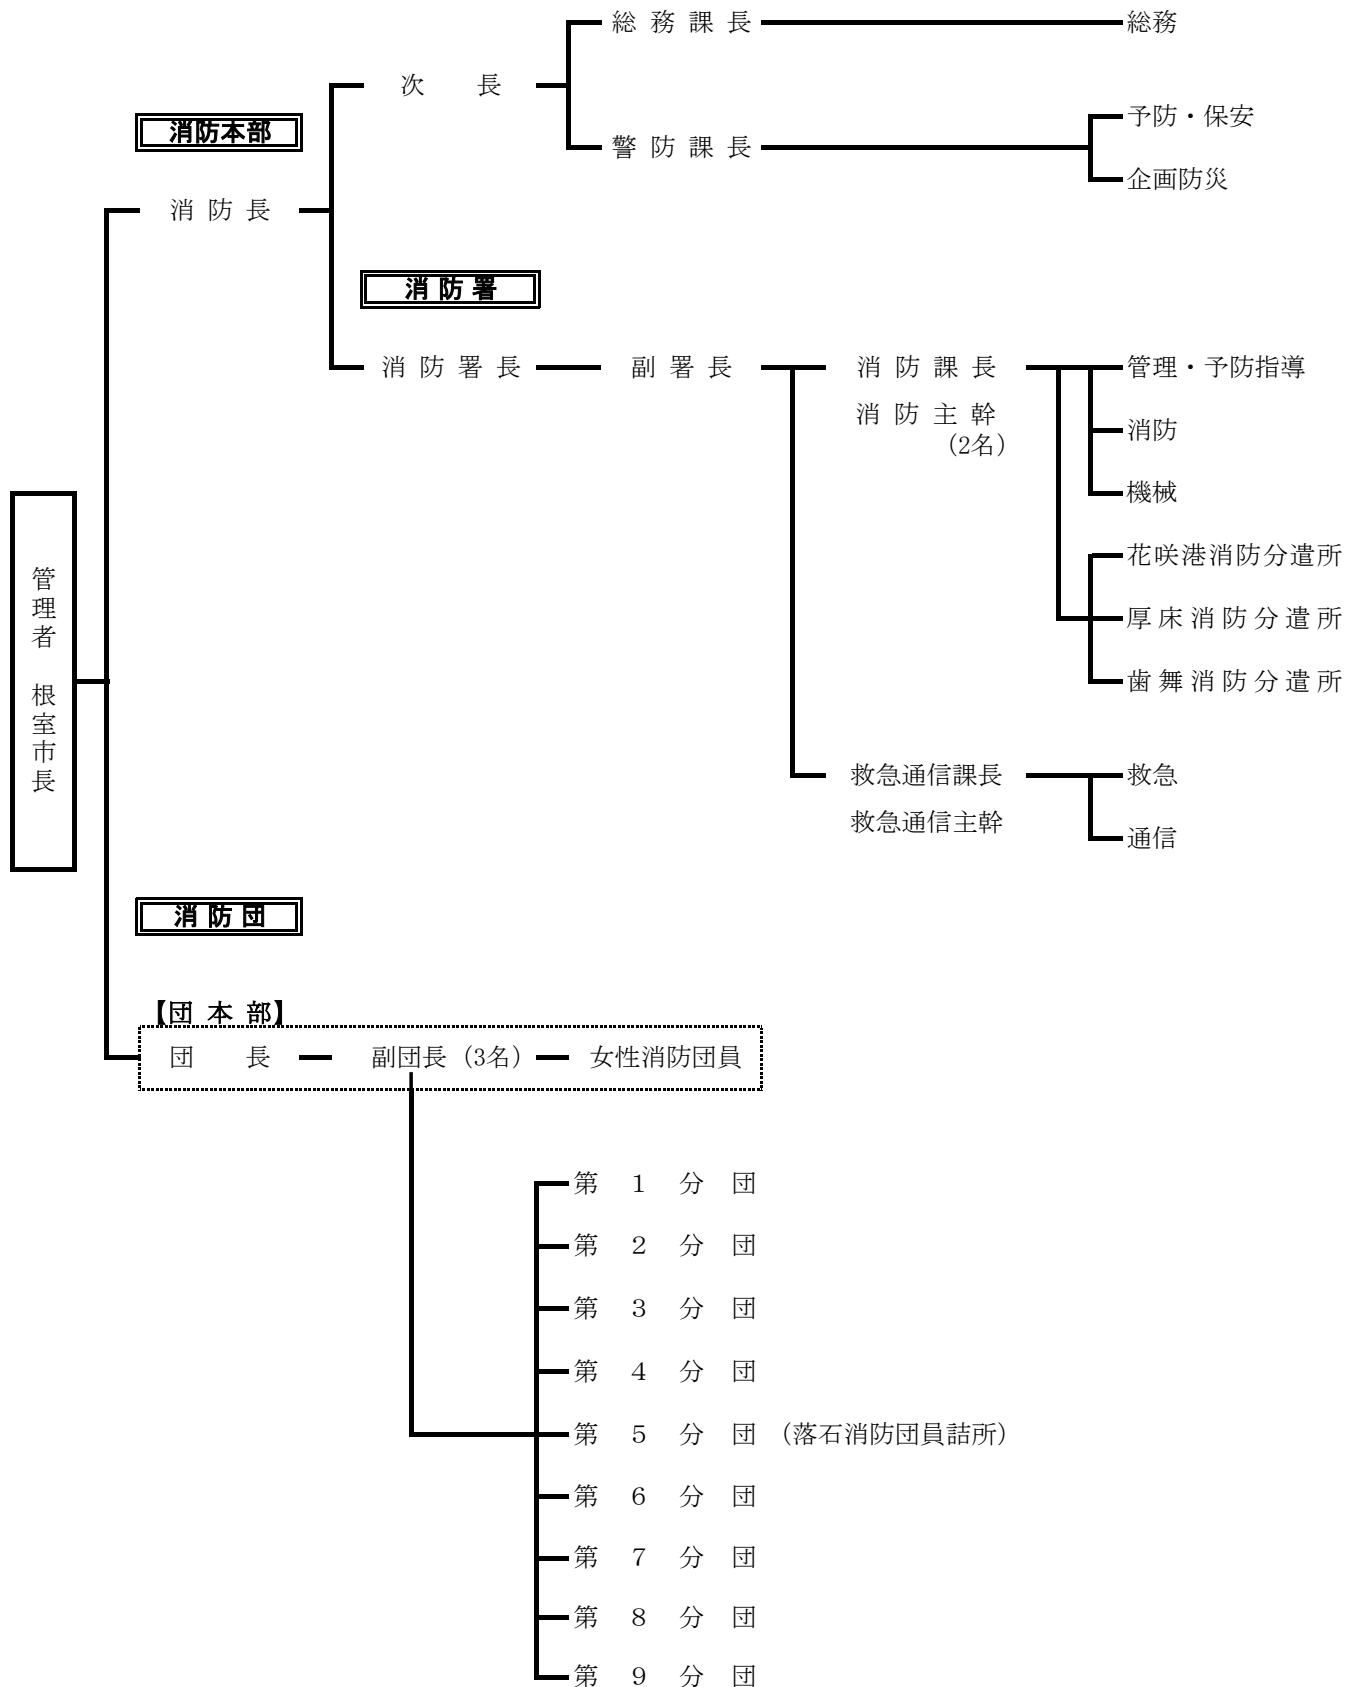 総務課長
総務
次長
消防本部
予防・保安
警防課長
企画防災
消防長
消防署
消防署長
副署長
消防課長
管理・予防指導
消防主幹
(2名)
消防
機械
花咲港消防分遣所
厚床消防分遣所
歯舞消防分遣所
管理者 根室市長
救急通信課長
救急
救急通信主幹
通信
消防団
【団本部】
団長
副団長(3名)
女性消防団員
第1分団
第2分団
第3分団
第4分団
第5分団(落石消防団員詰所)
第6分団
第7分団
第8分団
第9分団